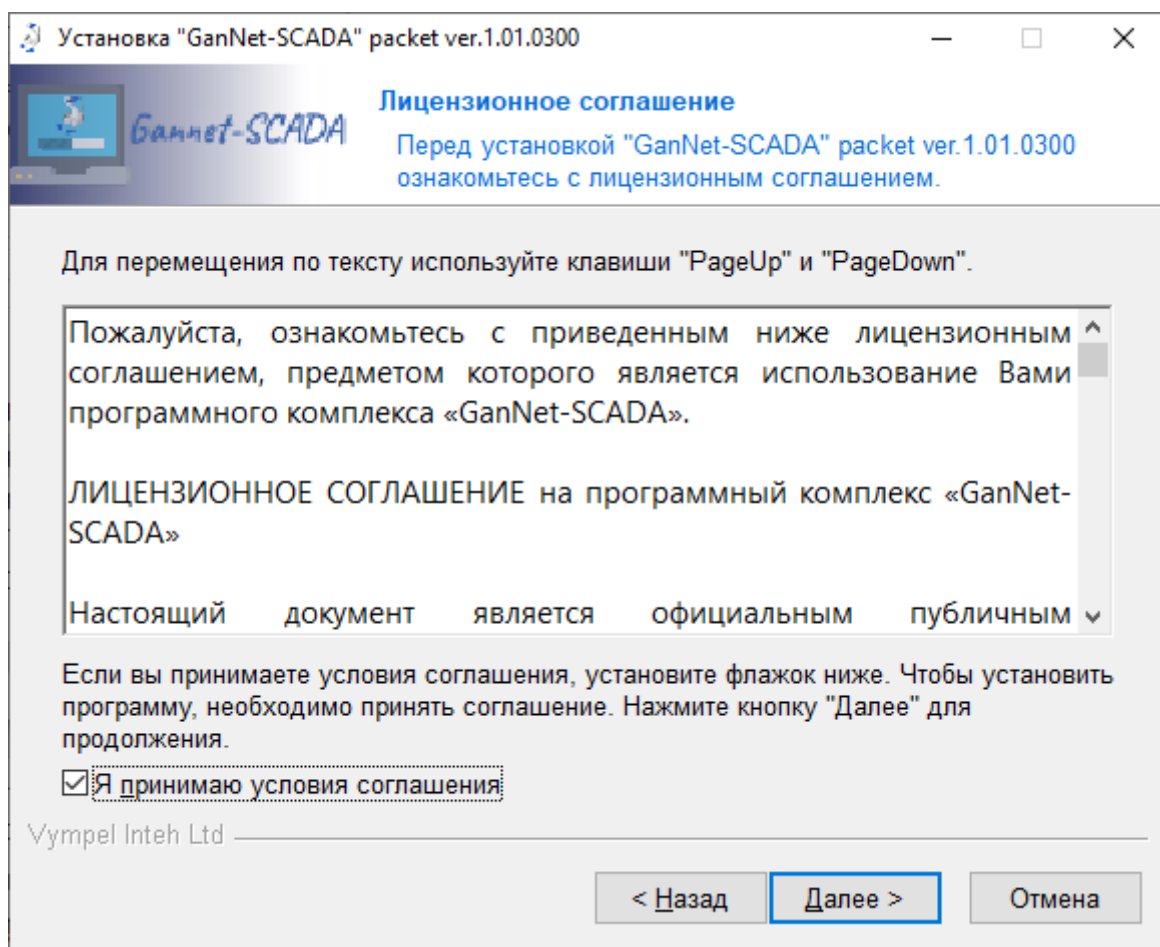 Установка "GanNet-SCADA" packet ver.1.01.0300
Gannet-SCADA
Лицензионное соглашение
Перед установкой "GanNet-SCADA" packet ver.1.01.0300
ознакомьтесь с лицензионным соглашением.
Для перемещения по тексту используйте клавиши "PageUp" и "PageDown".
Пожалуйста, ознакомьтесь с приведенным ниже лицензионным
соглашением, предметом которого является использование Вами
программного комплекса «GanNet-SCADA».
ЛИЦЕНЗИОННОЕ СОГЛАШЕНИЕ на программный комплекс «GanNet-
SCADA»
Настоящий документ является официальным публичным
Если вы принимаете условия соглашения, установите флажок ниже. Чтобы установить
программу, необходимо принять соглашение. Нажмите кнопку "Далее" для
продолжения.
Я принимаю условия соглашения
Vympel Inteh Ltd
< Назад
Далее >
Отмена